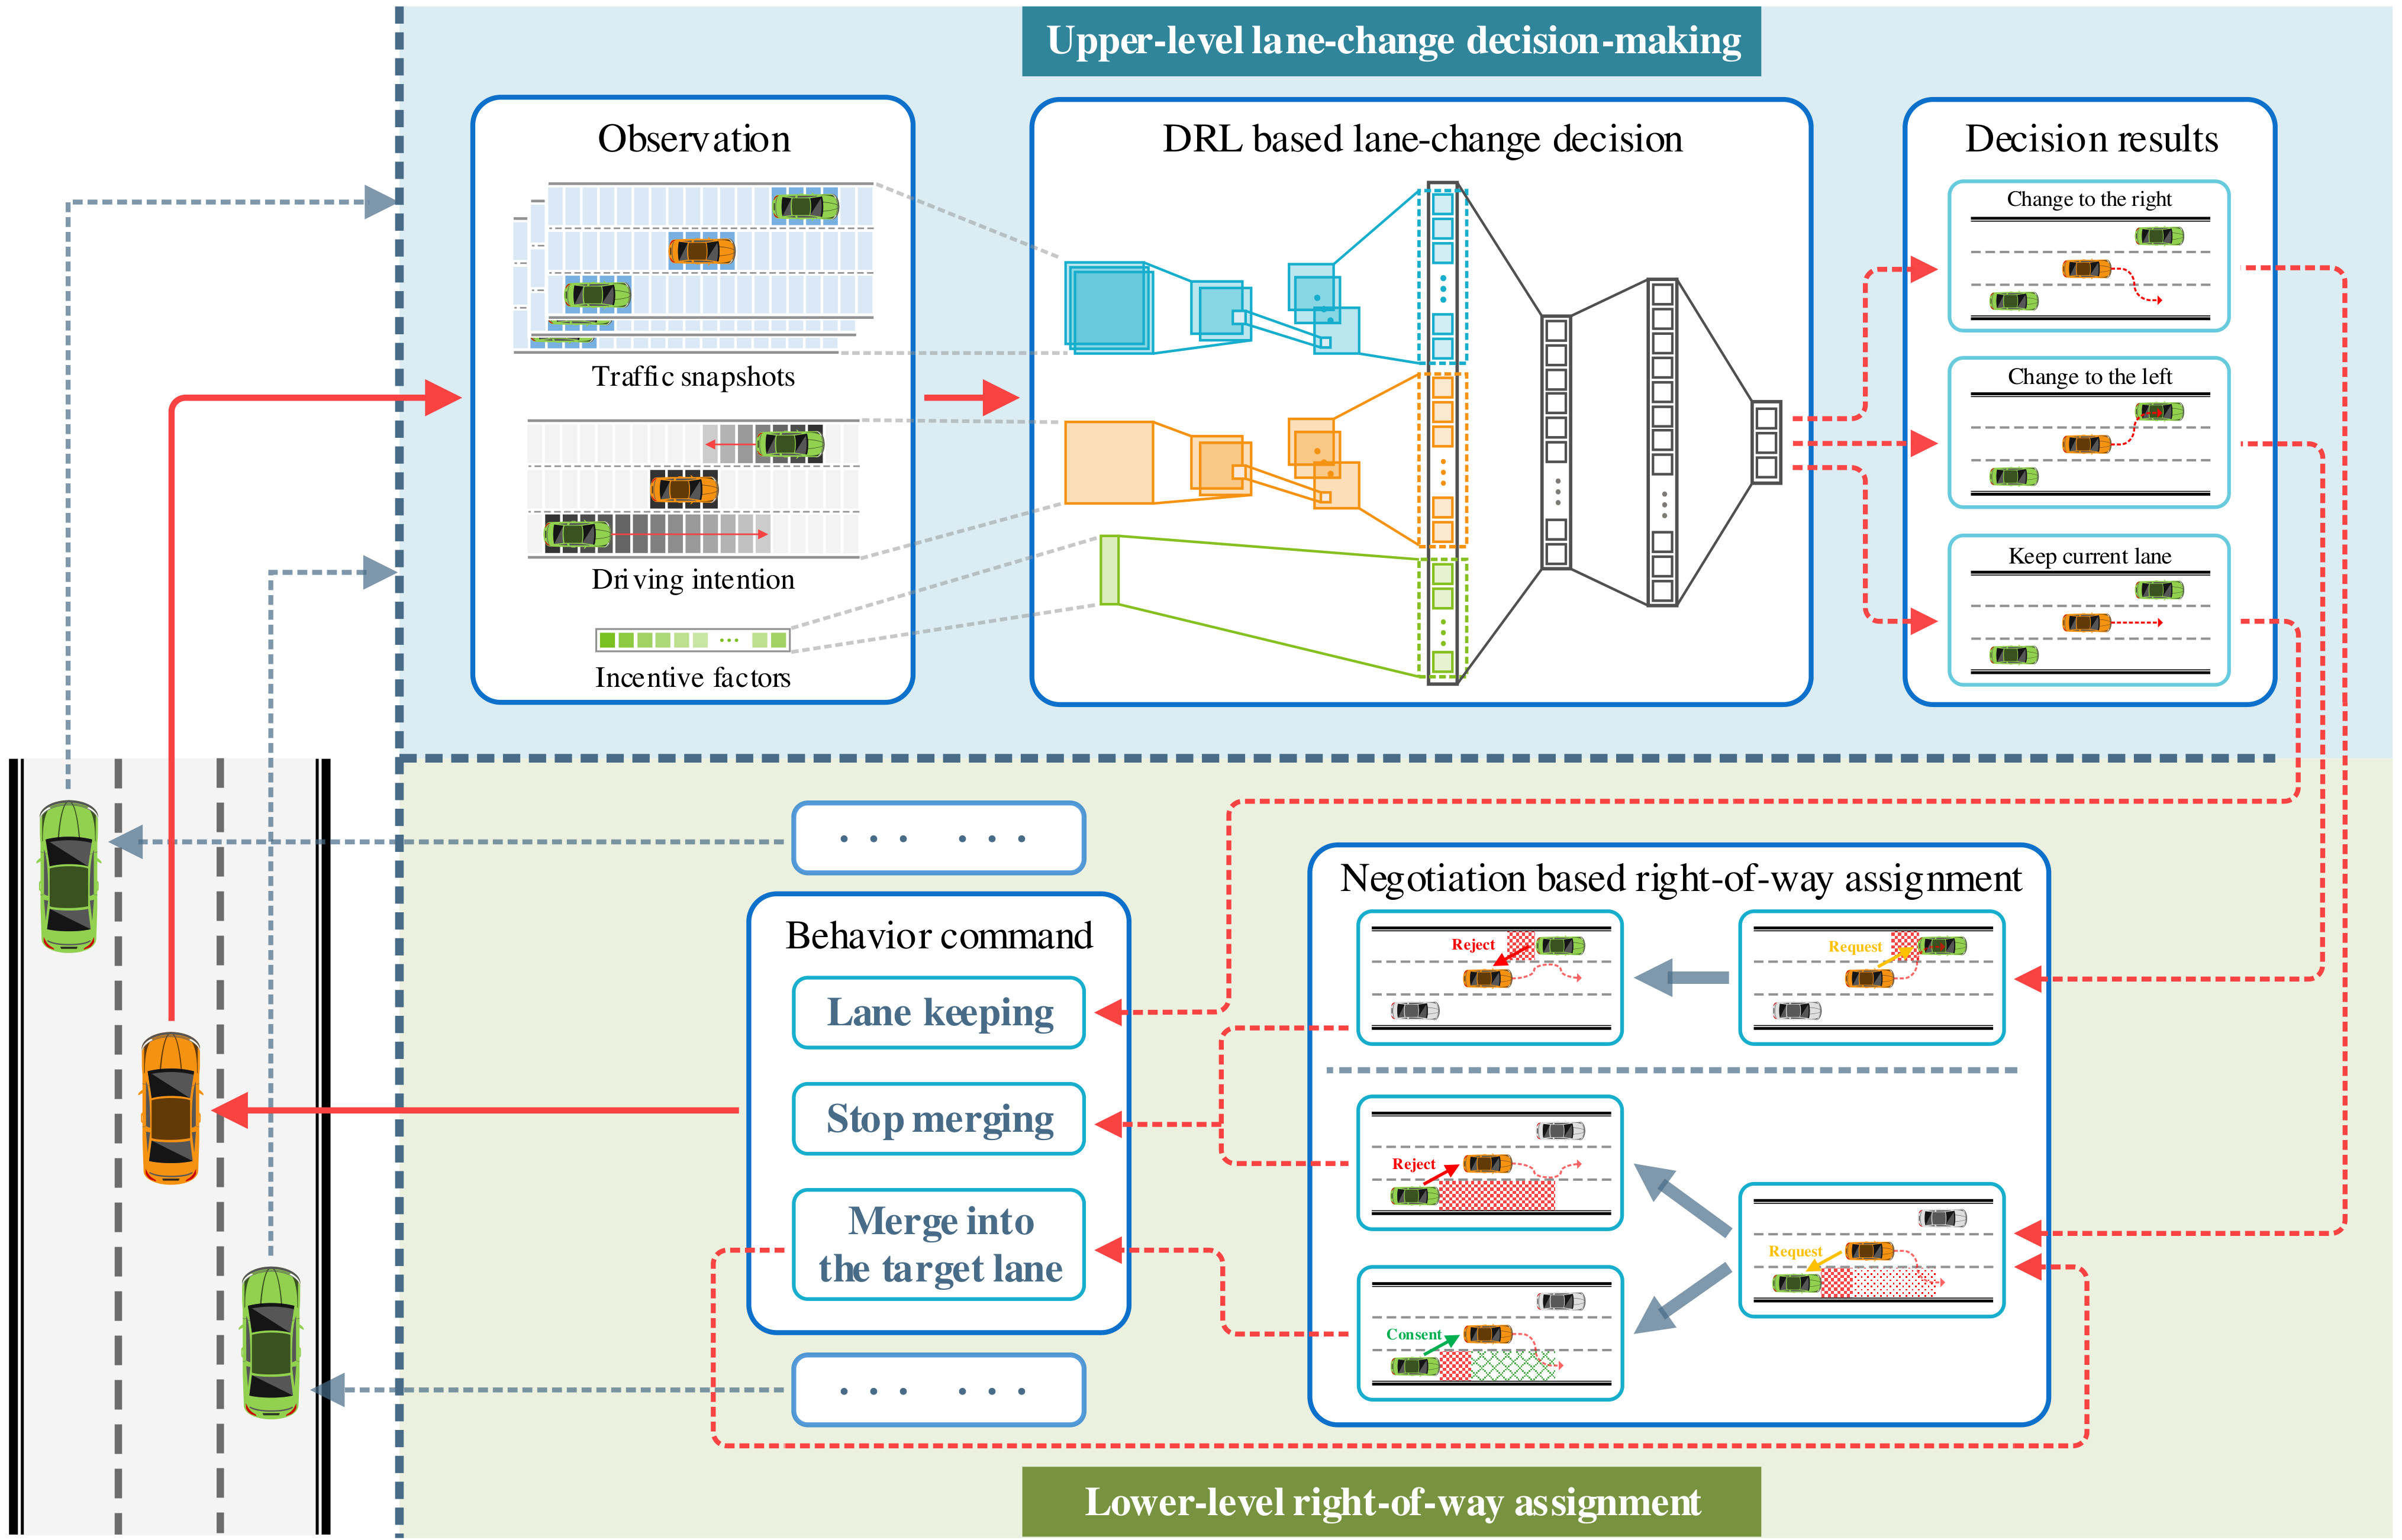 Upper-level lane-change decision-making
Observation
Traffic snapshots
Driving intention
Incentive factors
DRL based lane-change decision
Decision results
Change to the right
Change to the left
Keep current lane
Negotiation based right-of-way assignment
Reject
Request
Reject
Request
Consent
Behavior command
Lane keeping
Stop merging
Merge into
the target lane
Lower-level right-of-way assignment